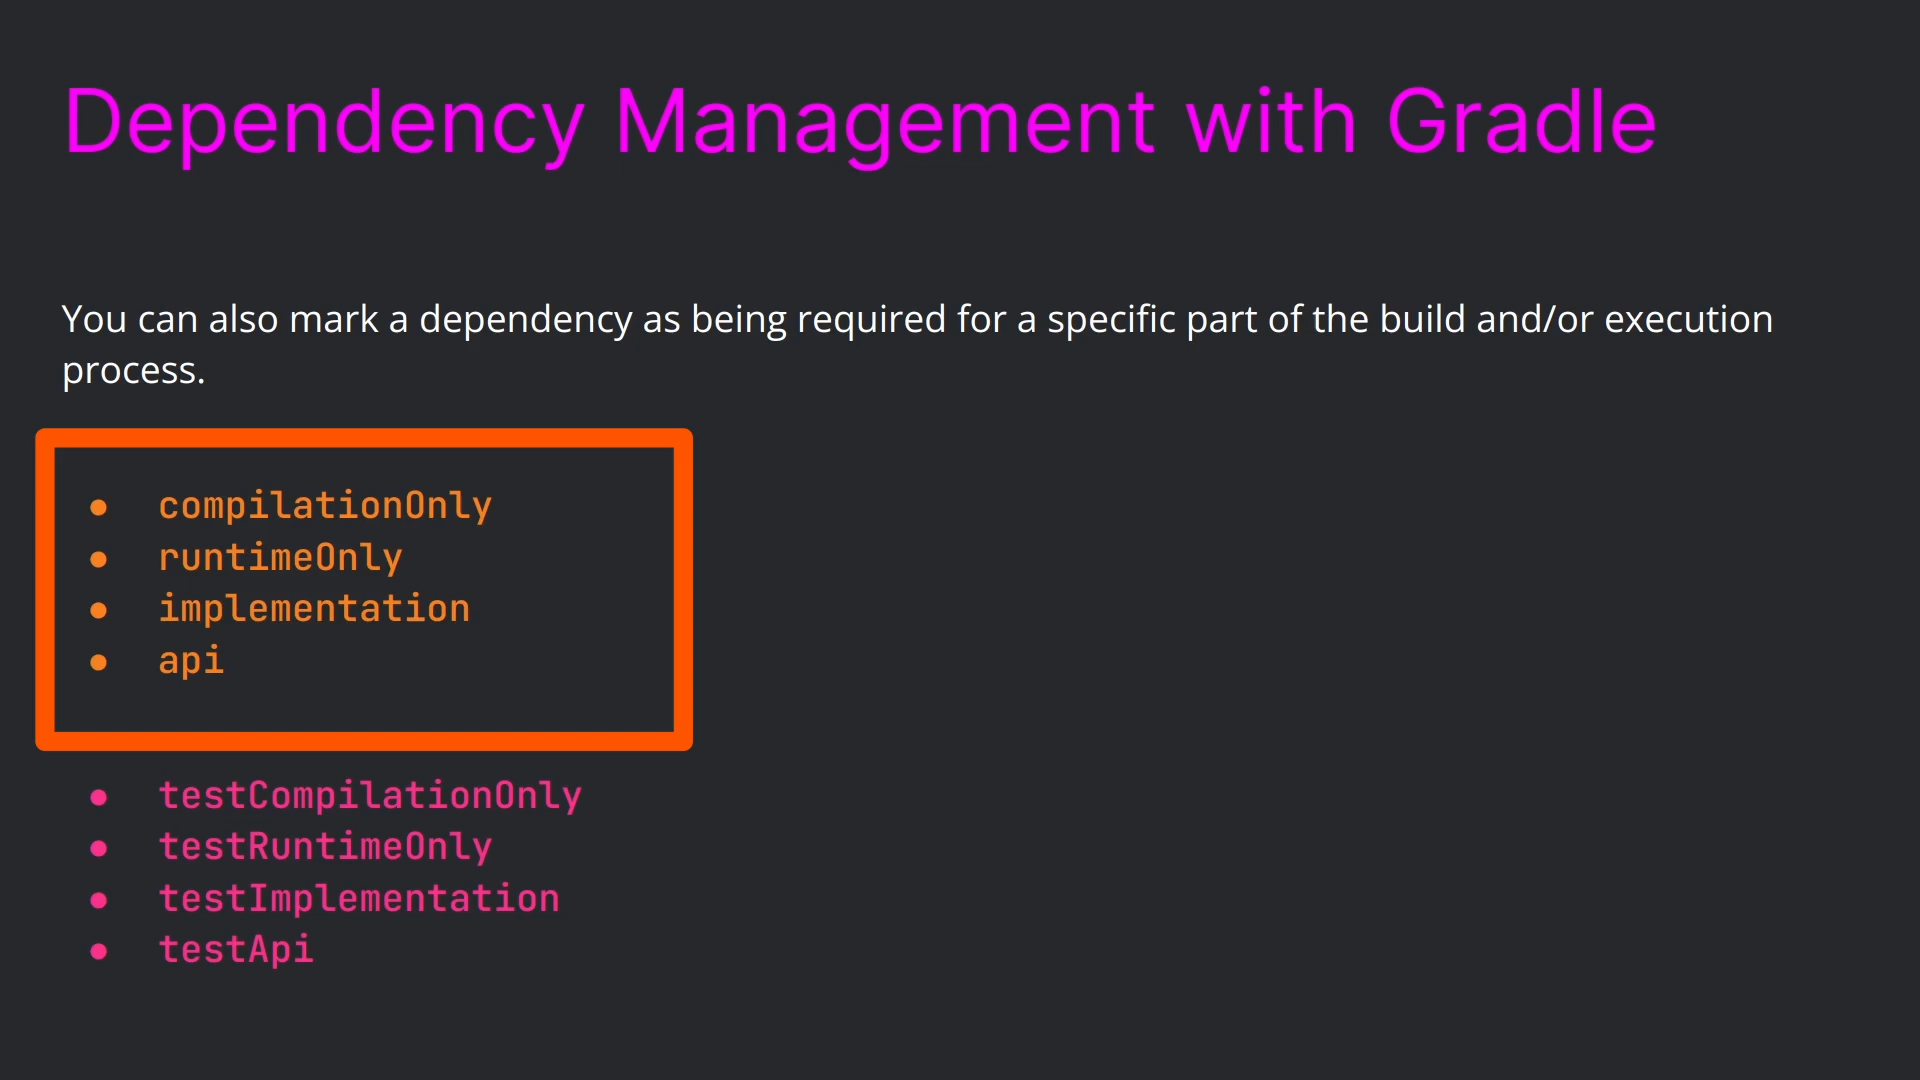 Dependency Management with Gradle
You can also mark a dependency as being required for a specific part of the build and/or execution
process.
● compilationOnly
● runtimeOnly
● implementation
● api
● testCompilationOnly
● testRuntimeOnly
● testImplementation
● testApi